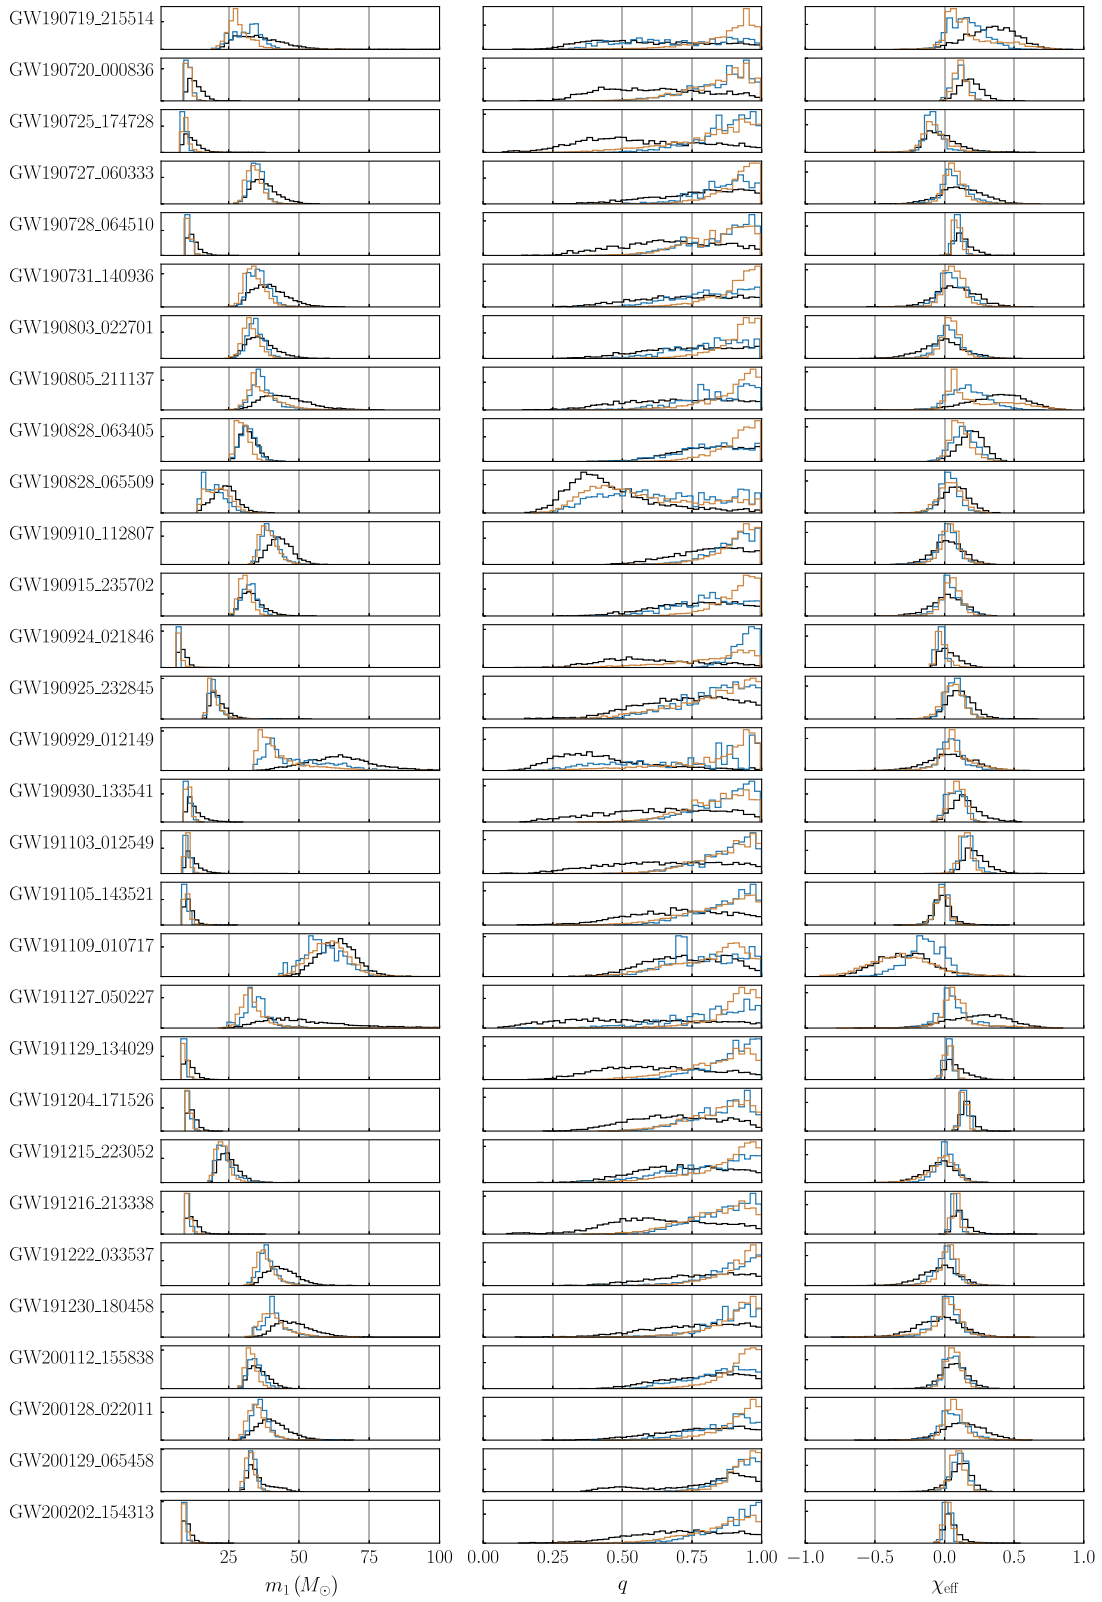 GW190719_215514
GW190720_000836
GW190725_174728
GW190727_060333
GW190728_064510
GW190731_140936
GW190803_022701
GW190805_211137
GW190828_063405
GW190828_065509
GW190910_112807
GW190915_235702
GW190924_021846
GW190925_232845
GW190929_012149
GW190930_133541
GW191103_012549
GW191105_143521
GW191109_010717
GW191127_050227
GW191129_134029
GW191204_171526
GW191215_223052
GW191216_213338
GW191222_033537
GW191230_180458
GW200112_155838
GW200128_022011
GW200129_065458
GW200202_154313
25 50 75 100 0.00 0.25 0.50 0.75 1.00 −1.0 −0.5 0.0 0.5 1.0
m₁ (M⊙) q χeff